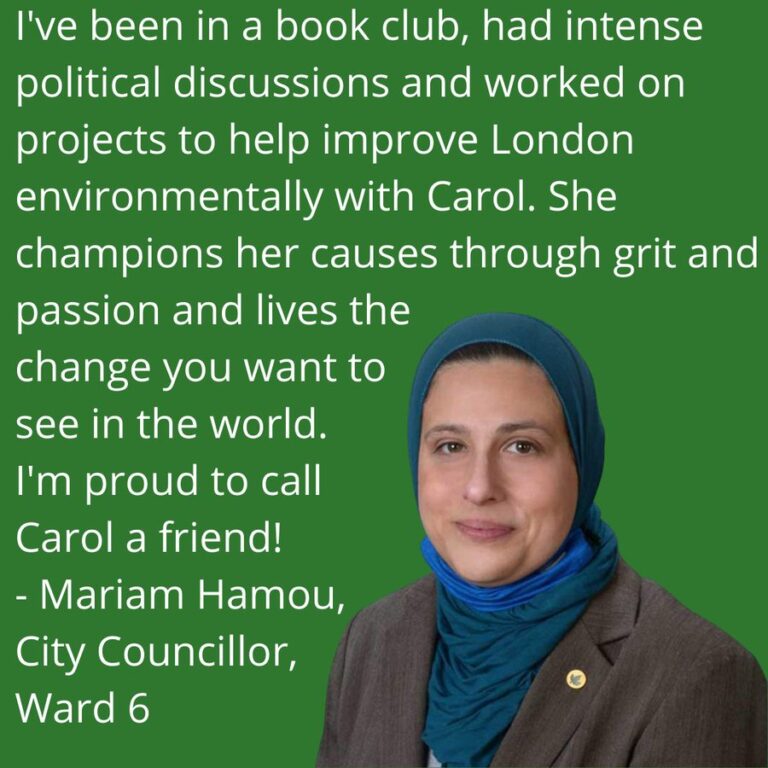 I've been in a book club, had intense
political discussions and worked on
projects to help improve London
environmentally with Carol. She
champions her causes through grit and
passion and lives the
change you want to
see in the world.
I'm proud to call
Carol a friend!
- Mariam Hamou,
City Councillor,
Ward 6